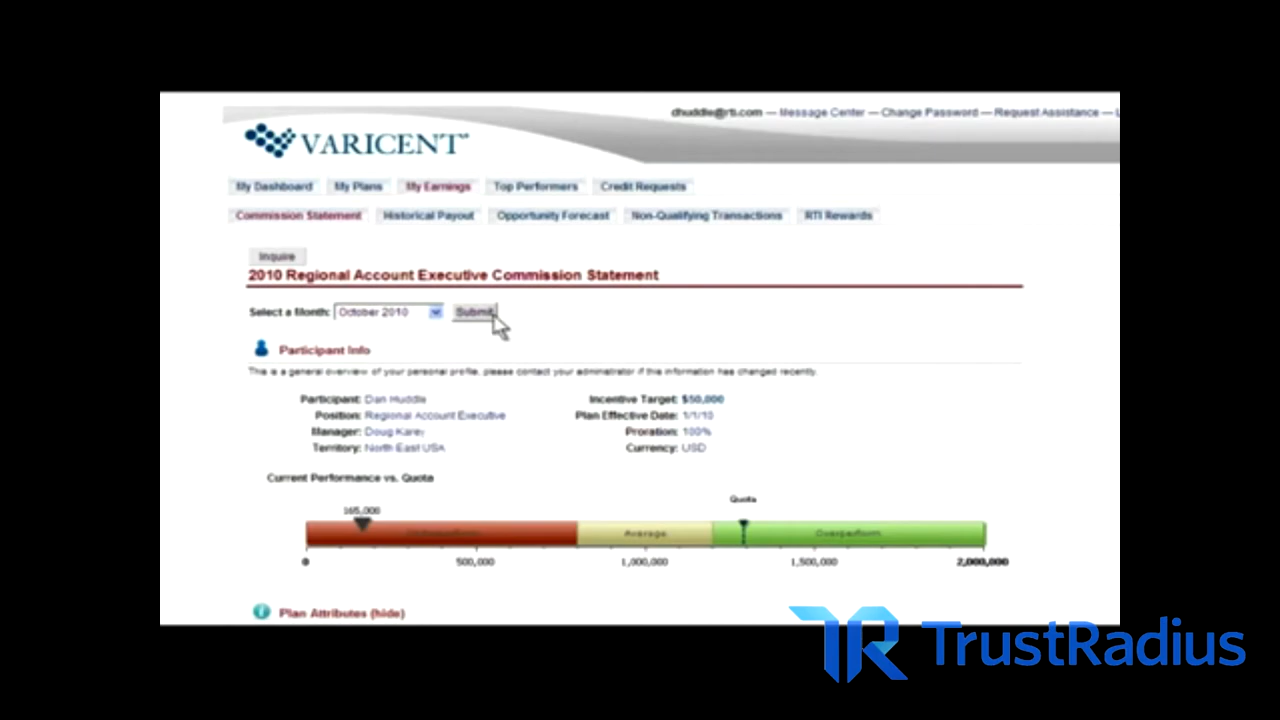 dhuddle@rti.com — Message Center — Change Password — Request Assistance —
VARICENT™
My Dashboard My Plans My Earnings Top Performers Credit Requests
Commission Statement Historical Payout Opportunity Forecast Non-Qualifying Transactions RTI Rewards
Inquire
2010 Regional Account Executive Commission Statement
Select a Month: October 2010 Submit
Participant Info
This is a general overview of your personal profile, please contact your administrator if this information has changed recently.
Participant: Dan Huddle Incentive Target: $50,000
Position: Regional Account Executive Plan Effective Date: 1/1/10
Manager: Doug Karey Proration: 100%
Territory: North East USA Currency: USD
Current Performance vs. Quota
Quota
165,000
Underperform Average Overperform
0 500,000 1,000,000 1,500,000 2,000,000
Plan Attributes (hide)
TrustRadius